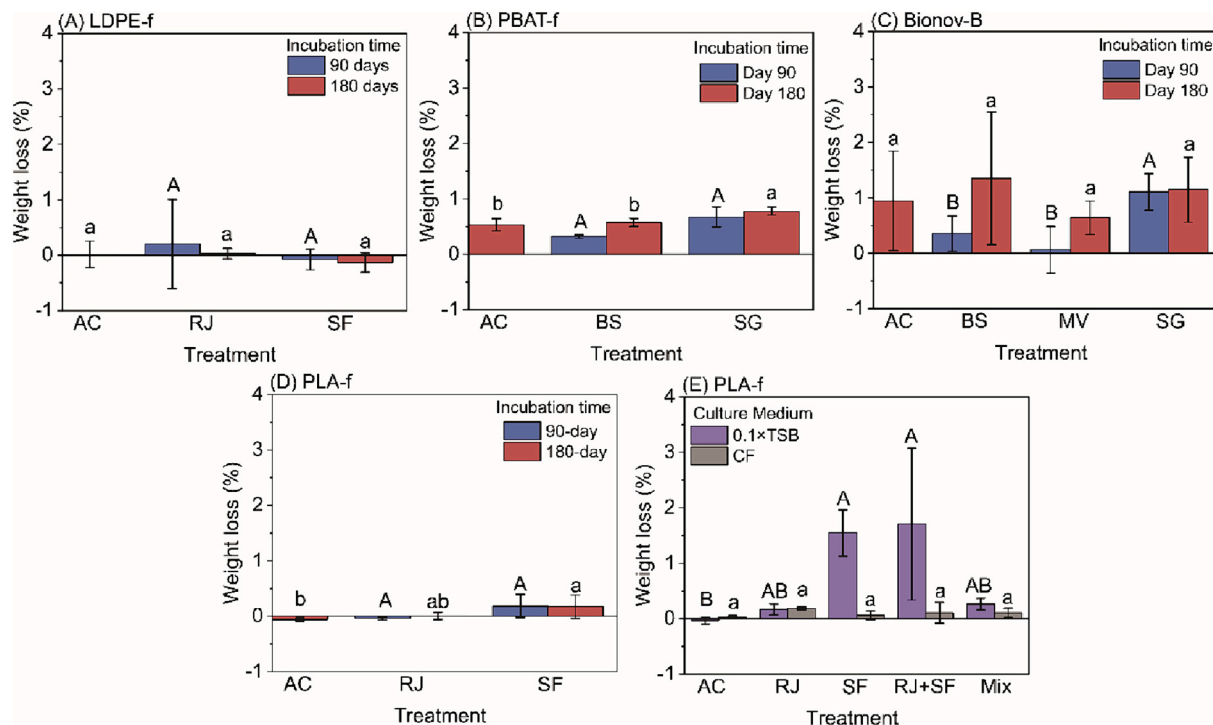 (A) LDPE-f
Incubation time
90 days
180 days
Weight loss (%)
4
3
2
1
0
-1
a
A
a
A
a
AC
RJ
SF
Treatment
(B) PBAT-f
Incubation time
Day 90
Day 180
Weight loss (%)
4
3
2
1
0
-1
b
A
b
A
a
AC
BS
SG
Treatment
(C) Bionov-B
Incubation time
Day 90
Day 180
Weight loss (%)
4
3
2
1
0
-1
a
B
a
B
a
A
a
AC
BS
MV
SG
Treatment
(D) PLA-f
Incubation time
90-day
180-day
Weight loss (%)
4
3
2
1
0
-1
b
A
ab
A
a
AC
RJ
SF
Treatment
(E) PLA-f
Culture Medium
0.1×TSB
CF
Weight loss (%)
4
3
2
1
0
-1
B
a
AB
a
A
a
A
a
AB
a
AC
RJ
SF
RJ+SF
Mix
Treatment